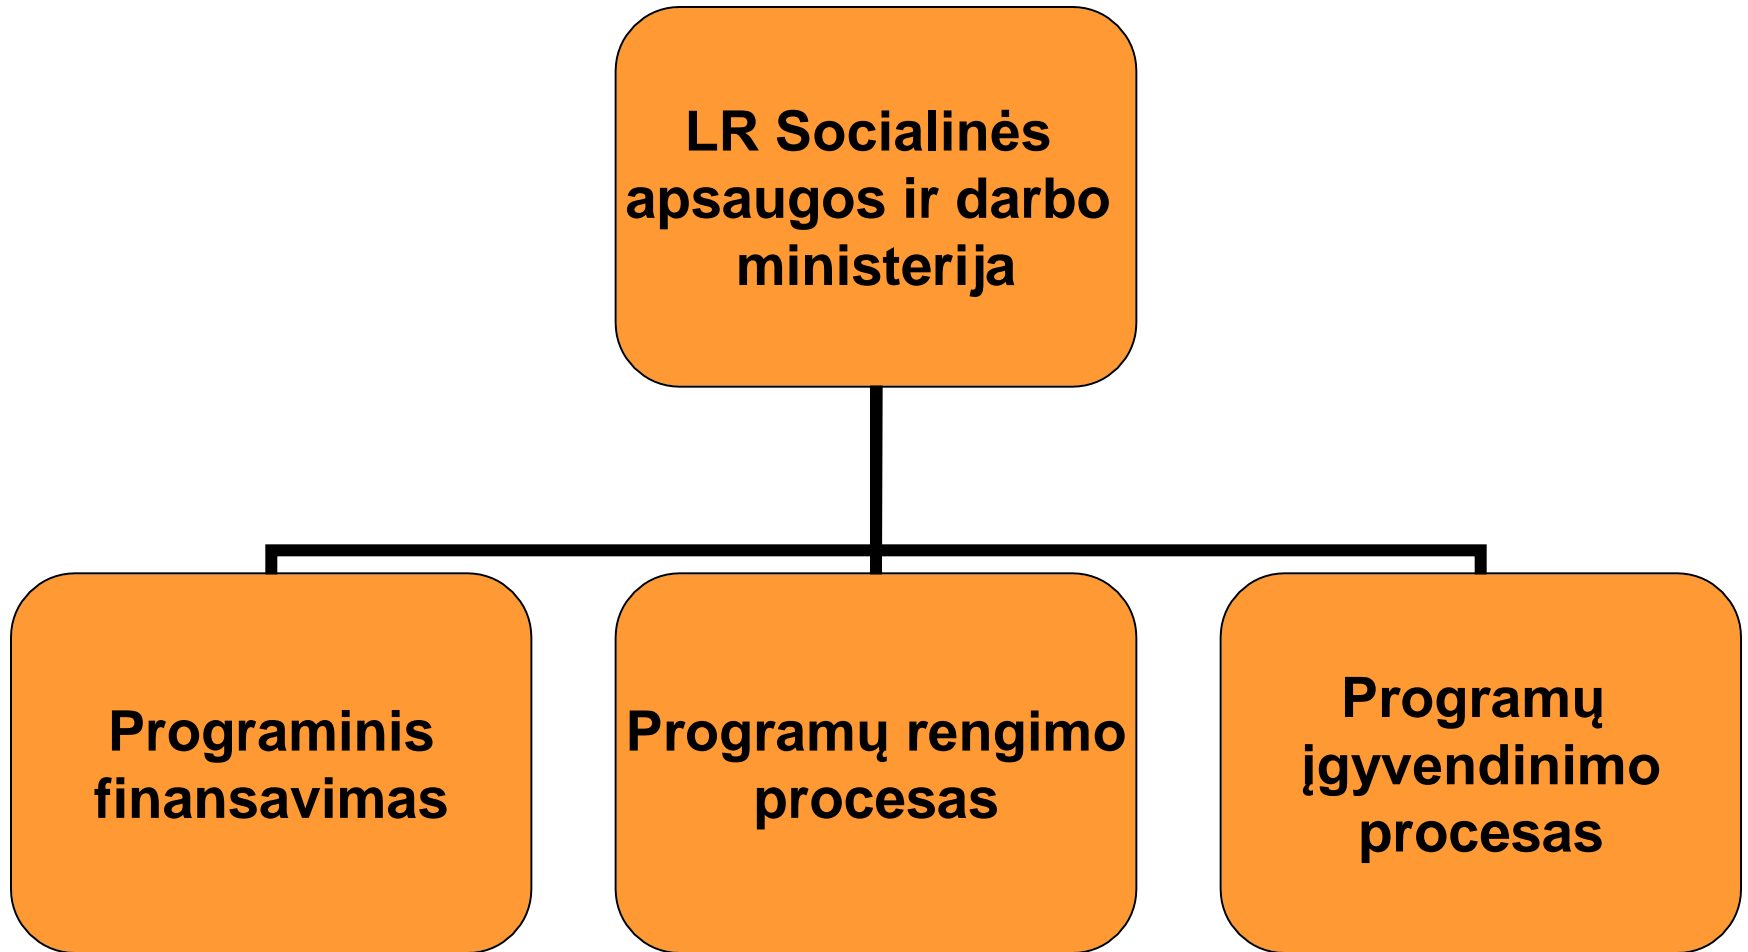 LR Socialinės
apsaugos ir darbo
ministerija
Programinis
finansavimas
Programų rengimo
procesas
Programų
įgyvendinimo
procesas